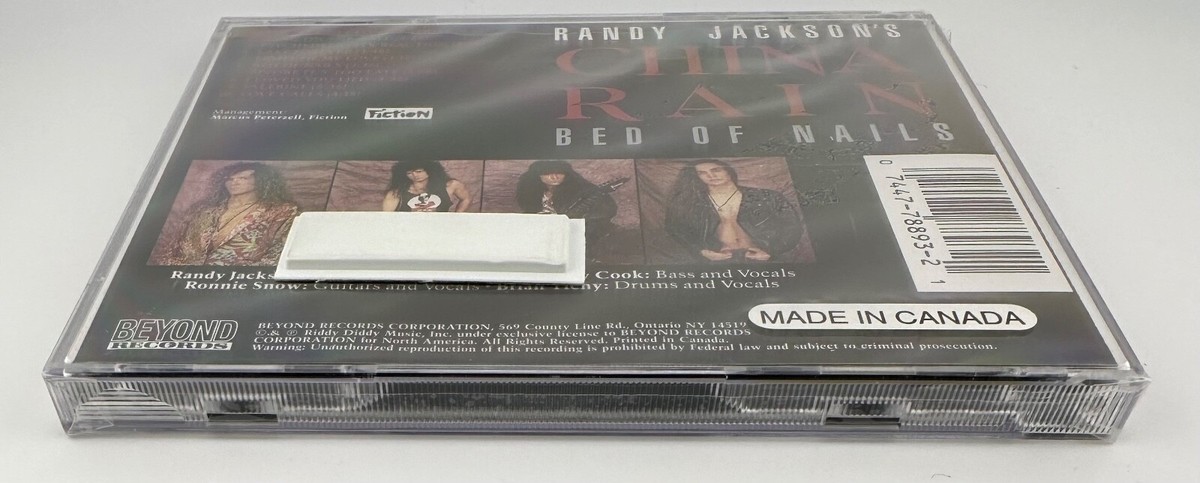 RANDY JACKSON'S
CHINA
RAIN
BED OF NAILS
Management:
Marcus Peterzell, Fiction
FICTION
0 7447-78893-2 1
Randy
Cook: Bass and Vocals
Ronnie Snow: Guitars and Vocals
Drums and Vocals
MADE IN CANADA
BEYOND
RECORDS
BEYOND RECORDS CORPORATION, 569 County Line Rd., Ontario NY 14519
©.& ℗ Riddy Diddy Music, Inc. under exclusive license to BEYOND RECORDS
CORPORATION for North America. All Rights Reserved. Printed in Canada.
Warning: Unauthorized reproduction of this recording is prohibited by Federal law and subject to criminal prosecution.